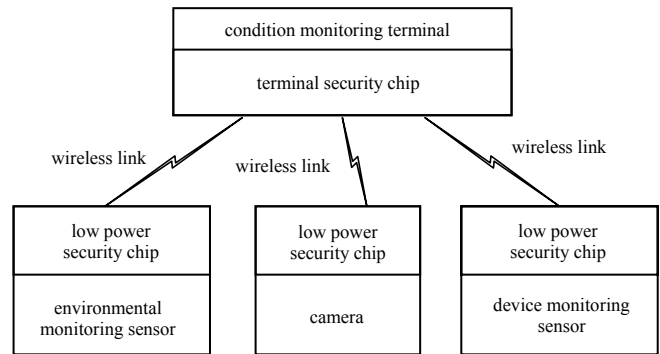 condition monitoring terminal
terminal security chip
wireless link
wireless link
wireless link
low power
security chip
environmental
monitoring sensor
low power
security chip
camera
low power
security chip
device monitoring
sensor